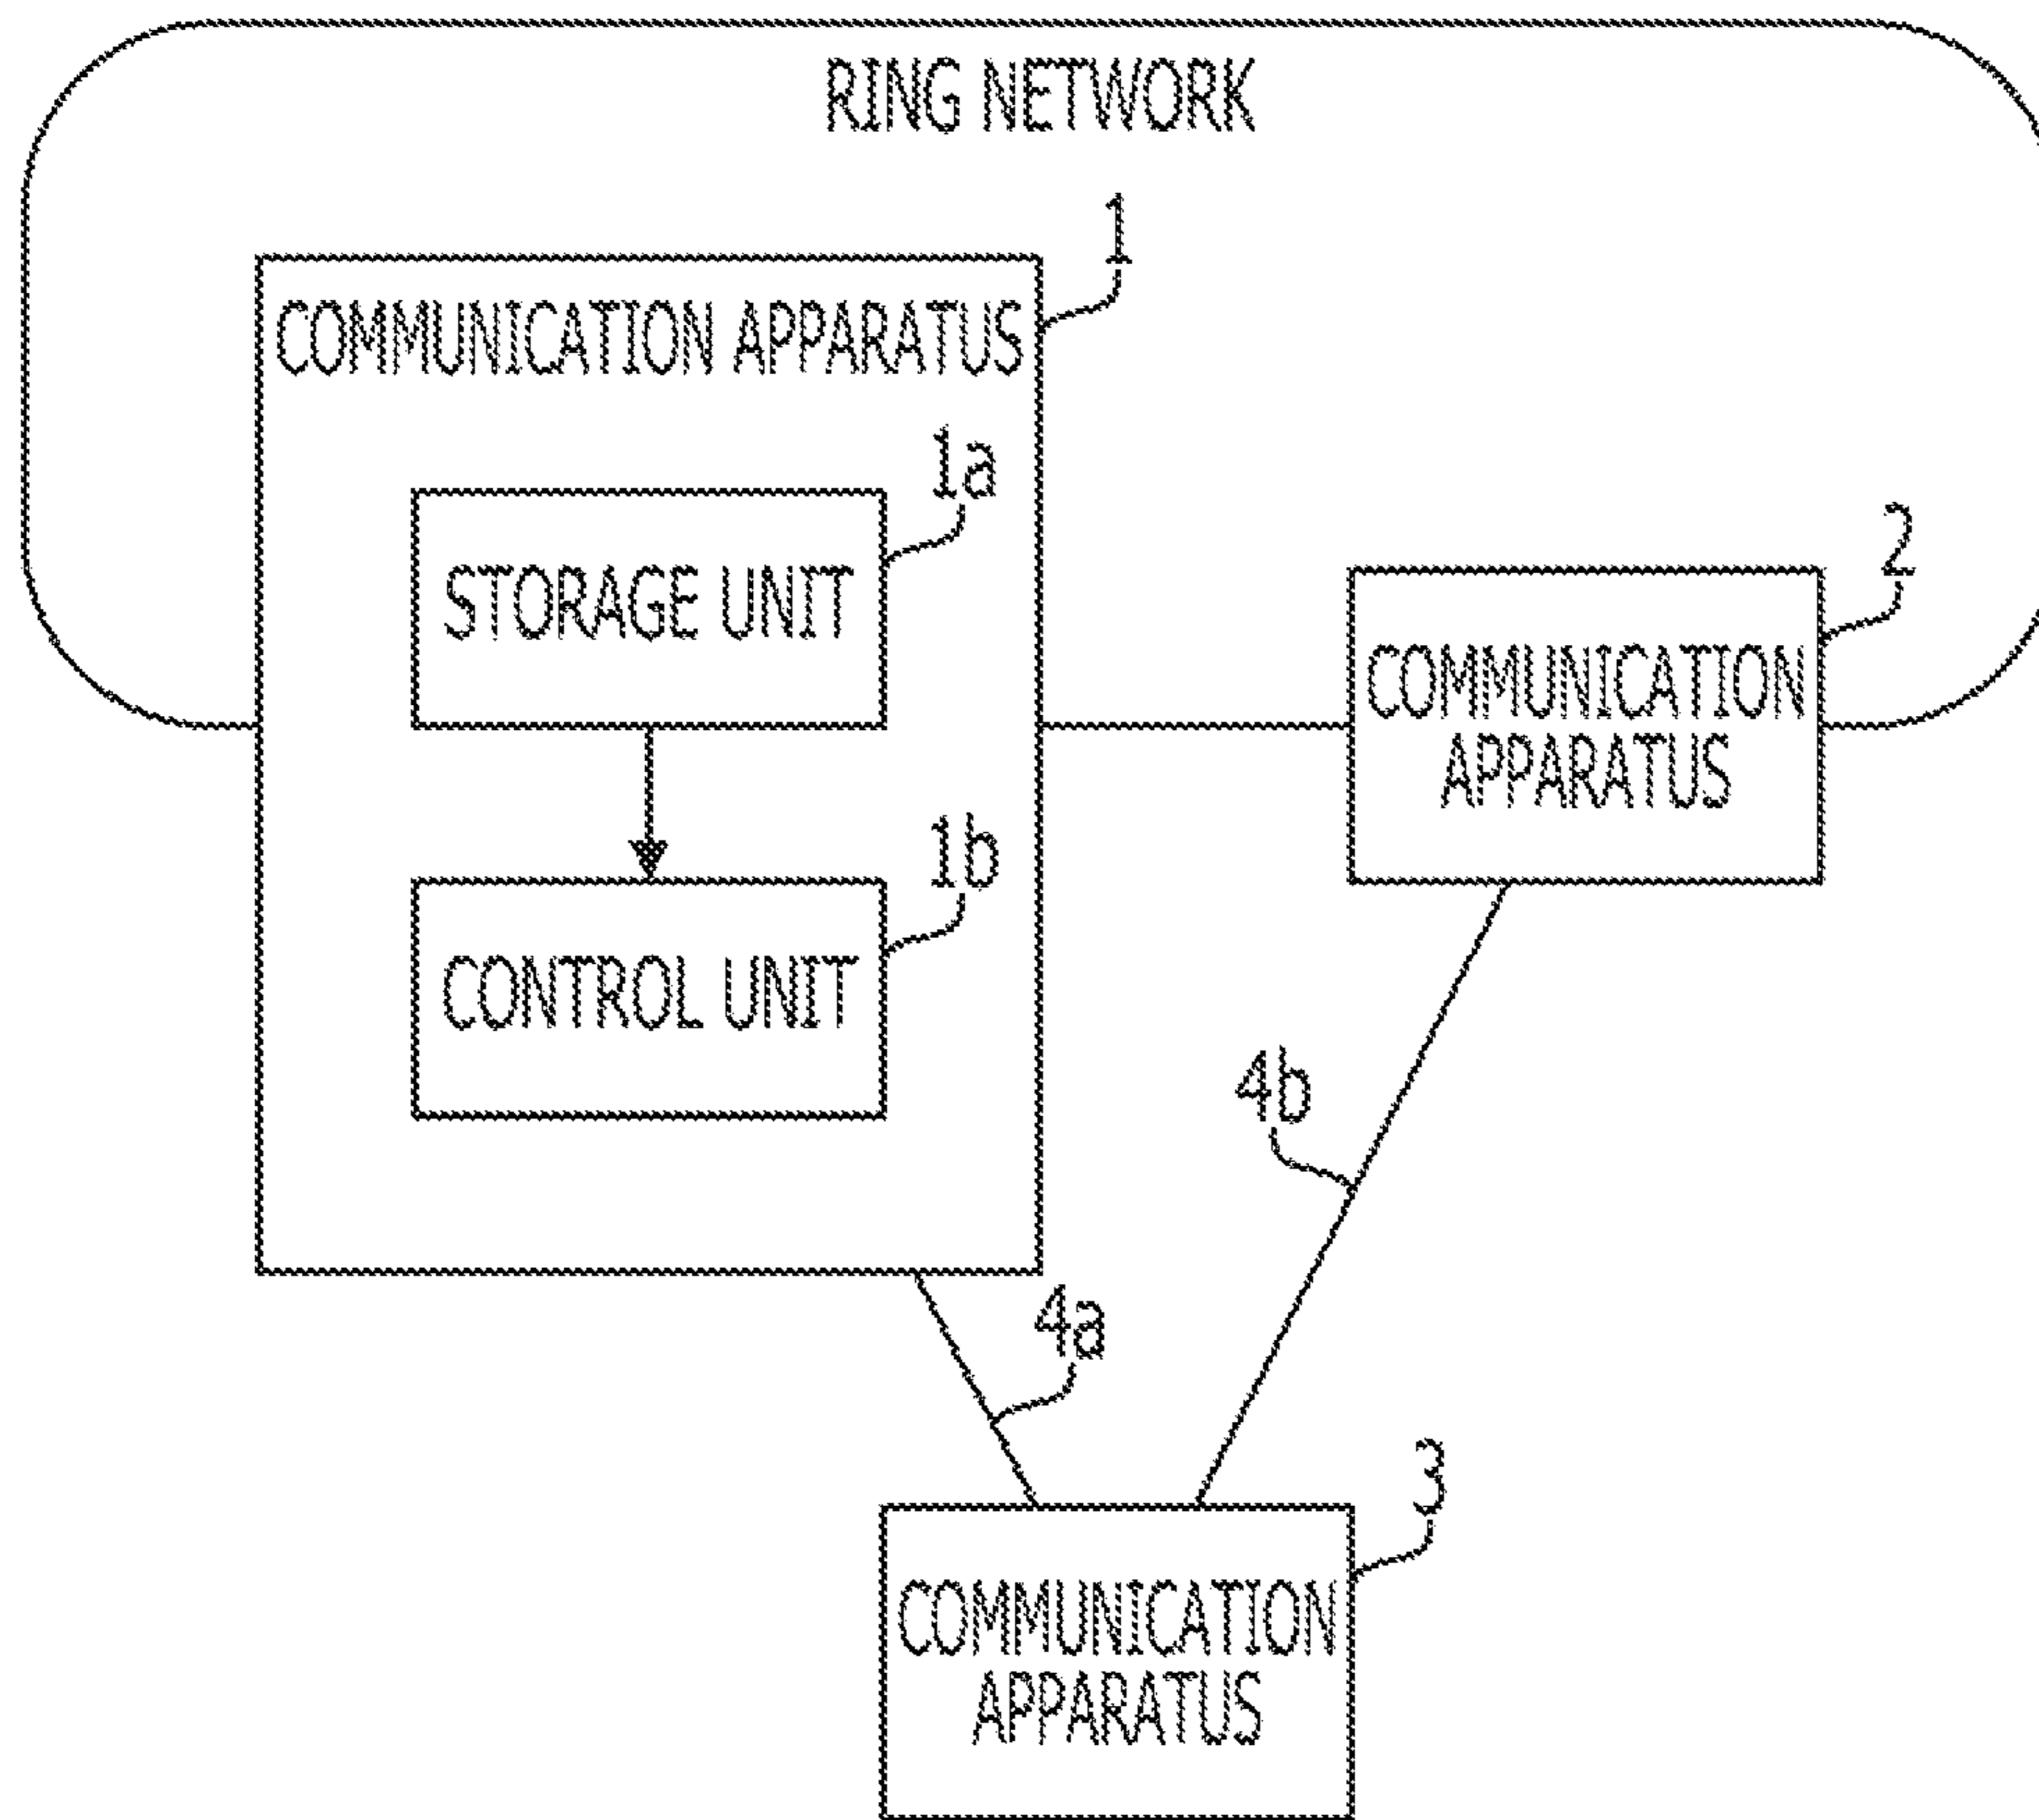 RING NETWORK
1
COMMUNICATION APPARATUS
1a
STORAGE UNIT
2
COMMUNICATION
APPARATUS
1b
CONTROL UNIT
4b
4a
3
COMMUNICATION
APPARATUS